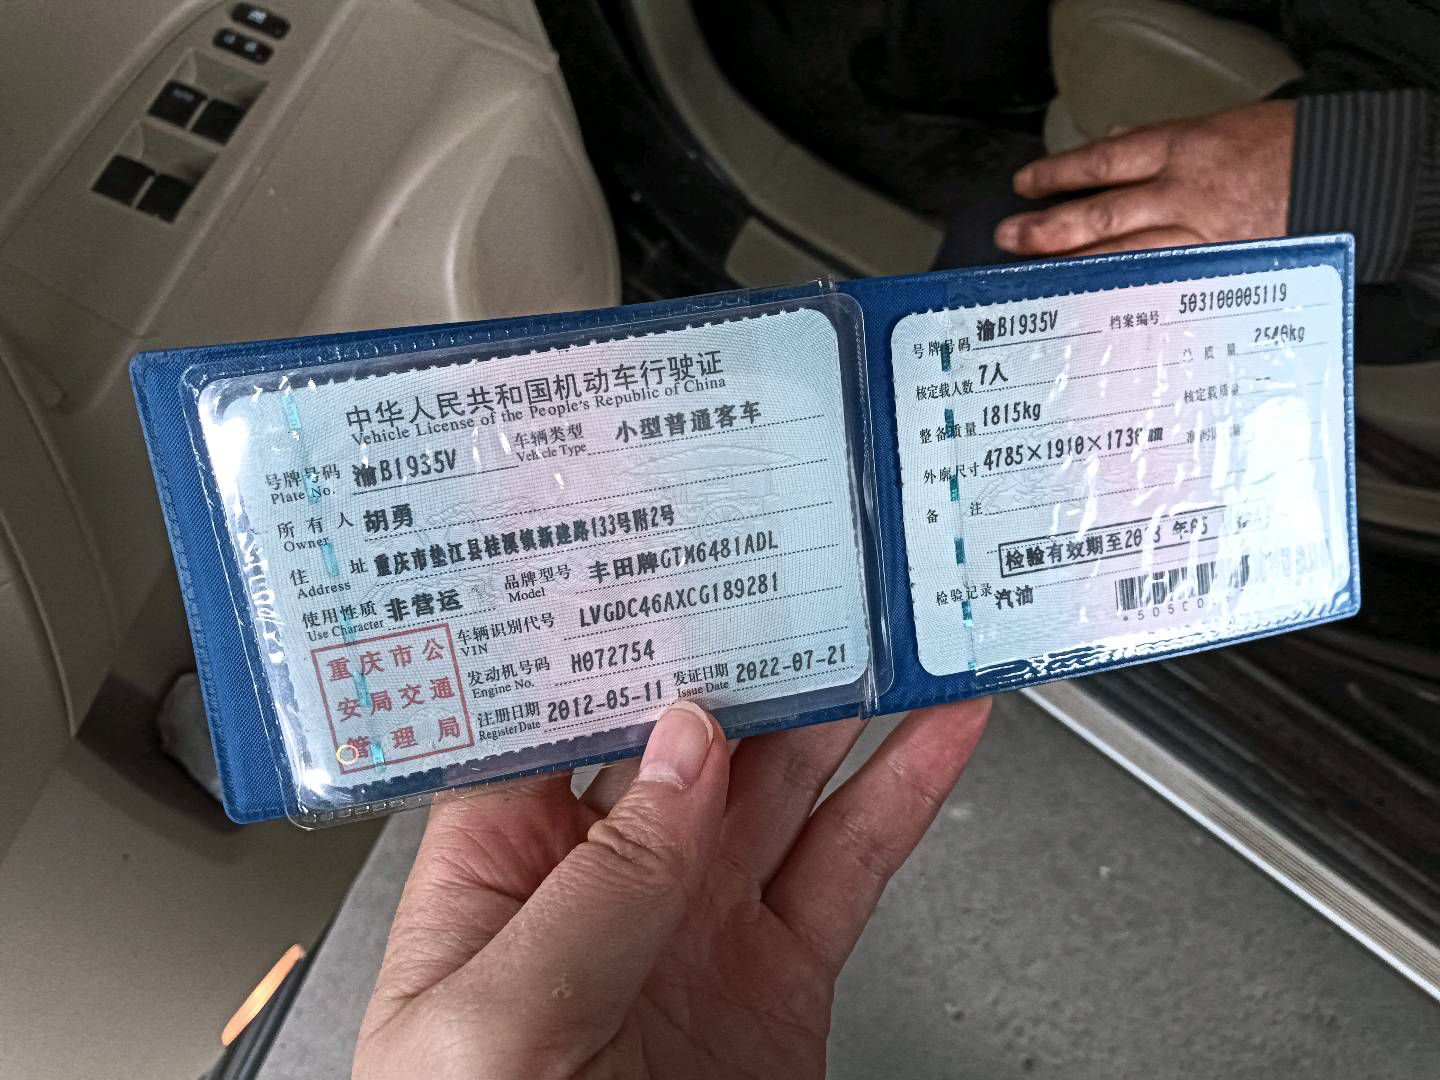 中华人民共和国机动车行驶证
Vehicle License of the People's Republic of China
号牌号码 渝B1935V 车辆类型 小型普通客车
Plate No. Vehicle Type
所有人 胡勇
Owner
住址 重庆市垫江县桂溪镇新建路133号附2号
Address
使用性质 非营运 品牌型号 丰田牌GTM6481ADL
Use Character Model
重庆市公
安局交通
管理局
车辆识别代号 LVGDC46AXCG189281
VIN
发动机号码 H072754
Engine No.
注册日期 2012-05-11 发证日期 2022-07-21
Register Date Issue Date
号牌号码 渝B1935V 档案编号 503100005119
核定载人数 7人 总质量 2540kg
整备质量 1815kg 核定载质量 --
外廓尺寸 4785×1910×1730mm
备注
检验有效期至
检验记录 汽油